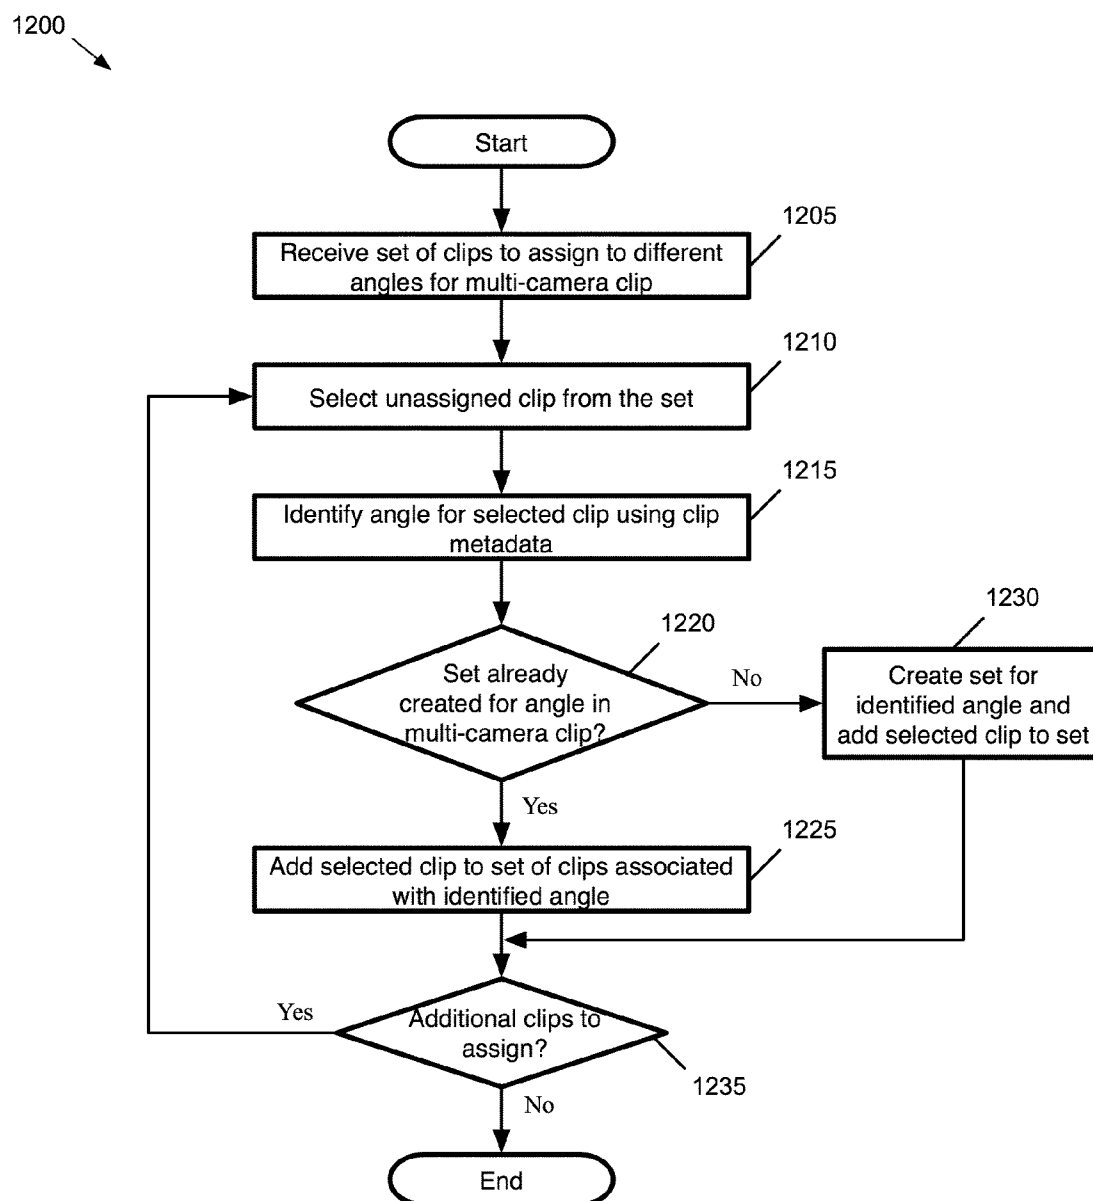 1200
Start
1205
Receive set of clips to assign to different
angles for multi-camera clip
1210
Select unassigned clip from the set
1215
Identify angle for selected clip using clip
metadata
1220
Set already
created for angle in
multi-camera clip?
No
1230
Create set for
identified angle and
add selected clip to set
Yes
1225
Add selected clip to set of clips associated
with identified angle
Yes
Additional clips to
assign?
1235
No
End